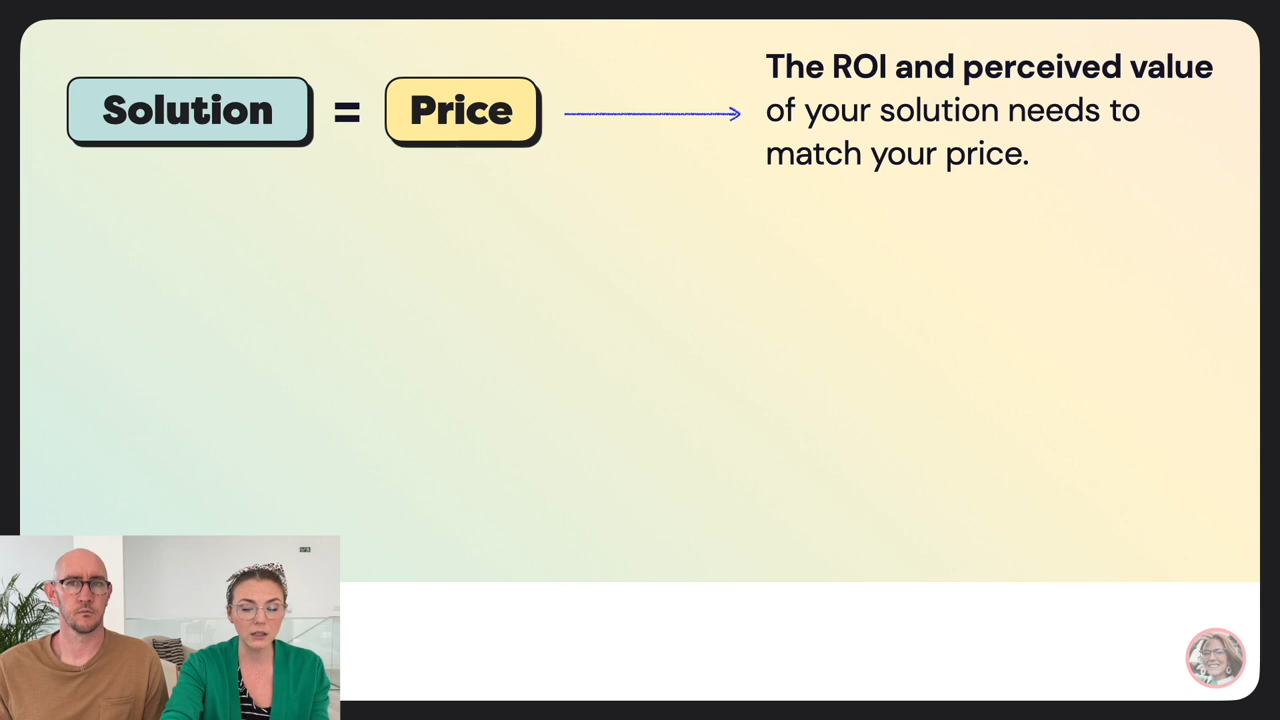 Solution = Price
The ROI and perceived value
of your solution needs to
match your price.